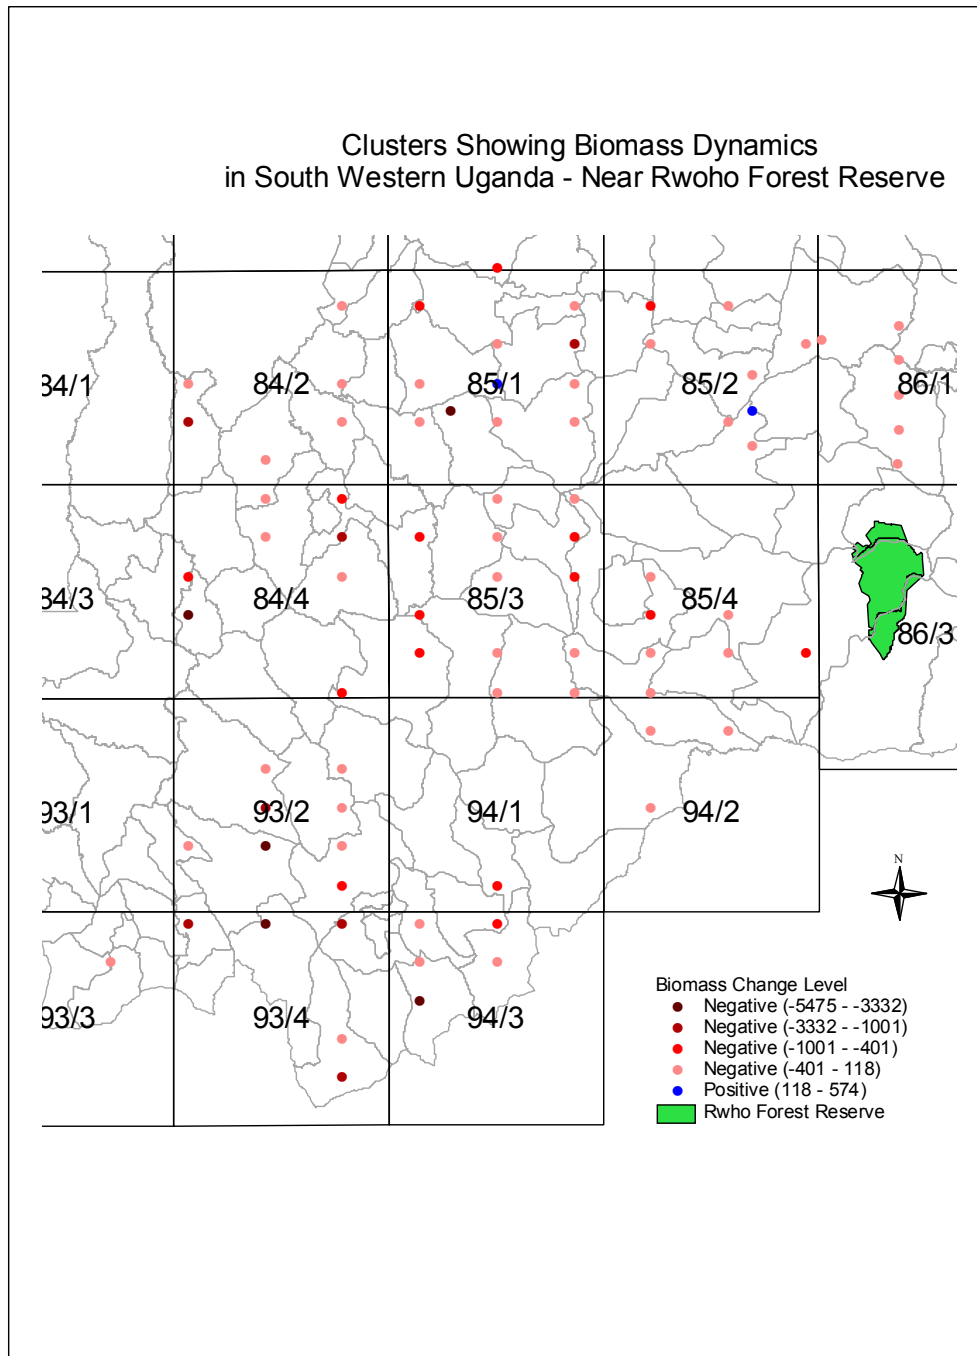 Clusters Showing Biomass Dynamics
in South Western Uganda - Near Rwoho Forest Reserve
84/1
84/2
85/1
85/2
86/1
84/3
84/4
85/3
85/4
86/3
93/1
93/2
94/1
94/2
N
93/3
93/4
94/3
Biomass Change Level
Negative (-5475 - -3332)
Negative (-3332 - -1001)
Negative (-1001 - -401)
Negative (-401 - 118)
Positive (118 - 574)
Rwho Forest Reserve